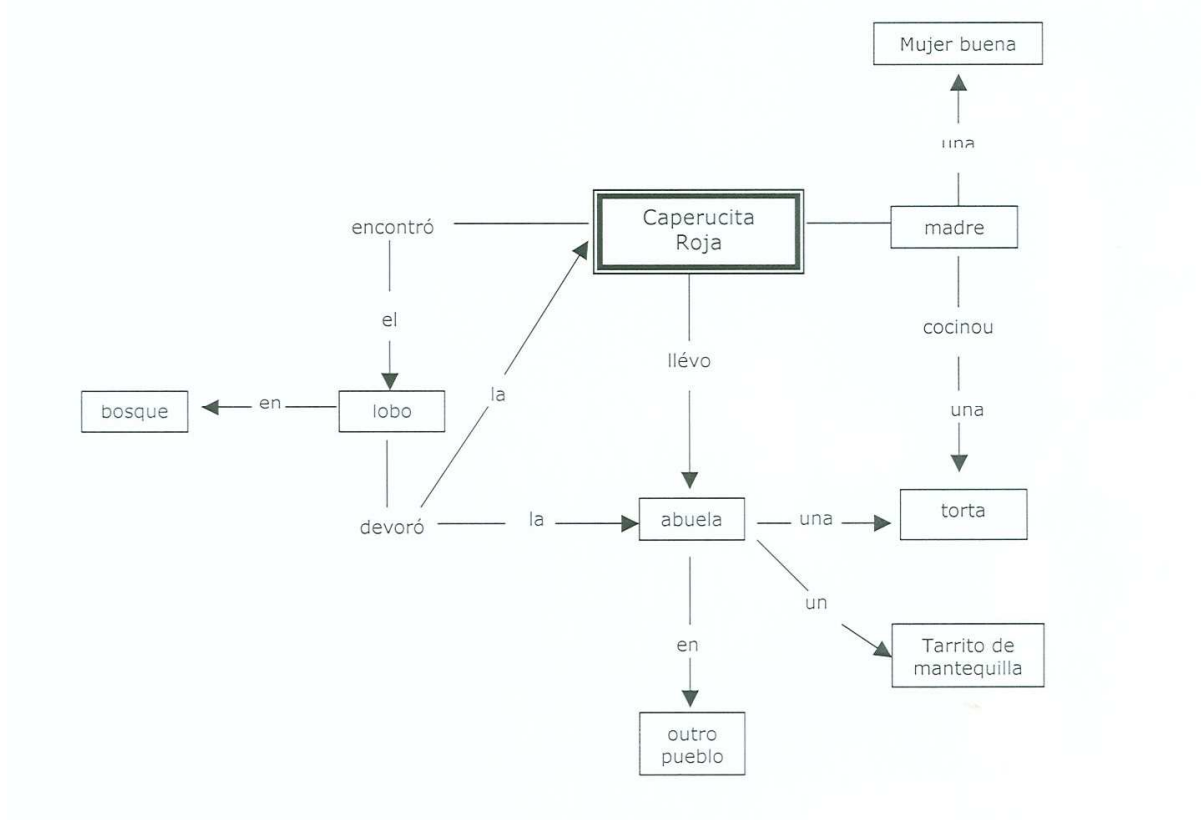 Mujer buena
una
Caperucita
Roja
encontró
madre
el
cocinou
llévo
la
bosque
en
lobo
una
devoró
la
abuela
una
torta
un
en
Tarrito de
mantequilla
outro
pueblo